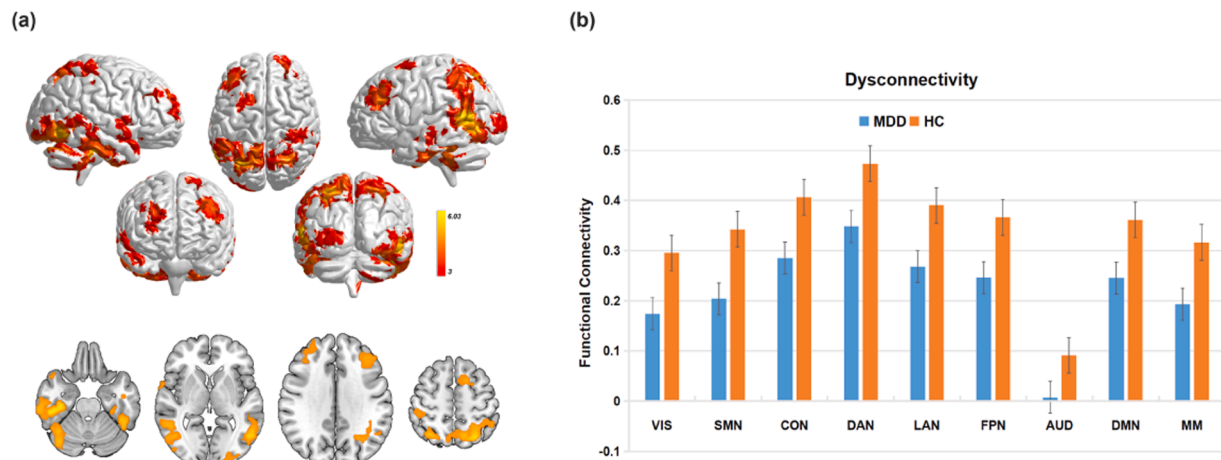 (a)
6.03
3
(b)
Dysconnectivity
MDD HC
Functional Connectivity
0.6
0.5
0.4
0.3
0.2
0.1
0
-0.1
VIS SMN CON DAN LAN FPN AUD DMN MM